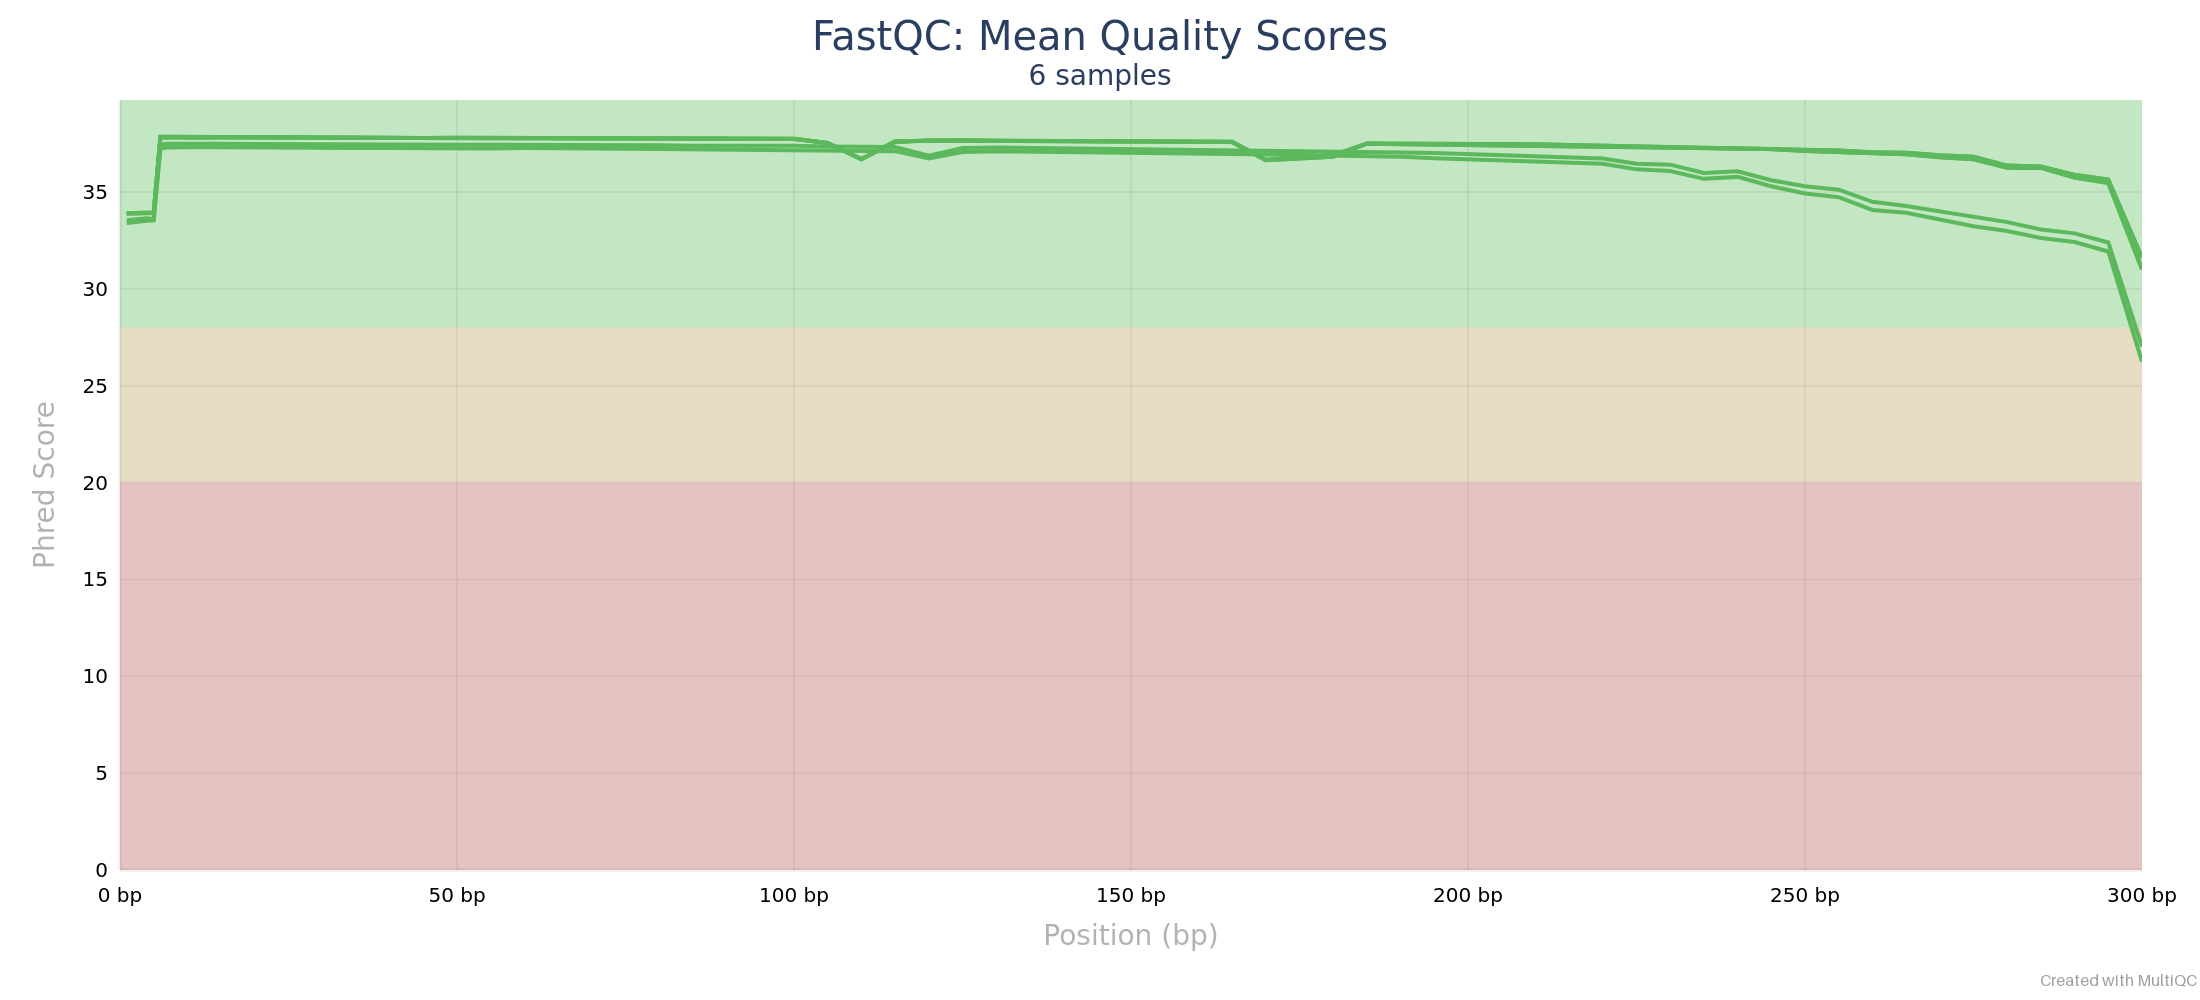 FastQC: Mean Quality Scores
6 samples
Phred Score
35
30
25
20
15
10
5
0
0 bp
50 bp
100 bp
150 bp
200 bp
250 bp
300 bp
Position (bp)
Created with MultiQC